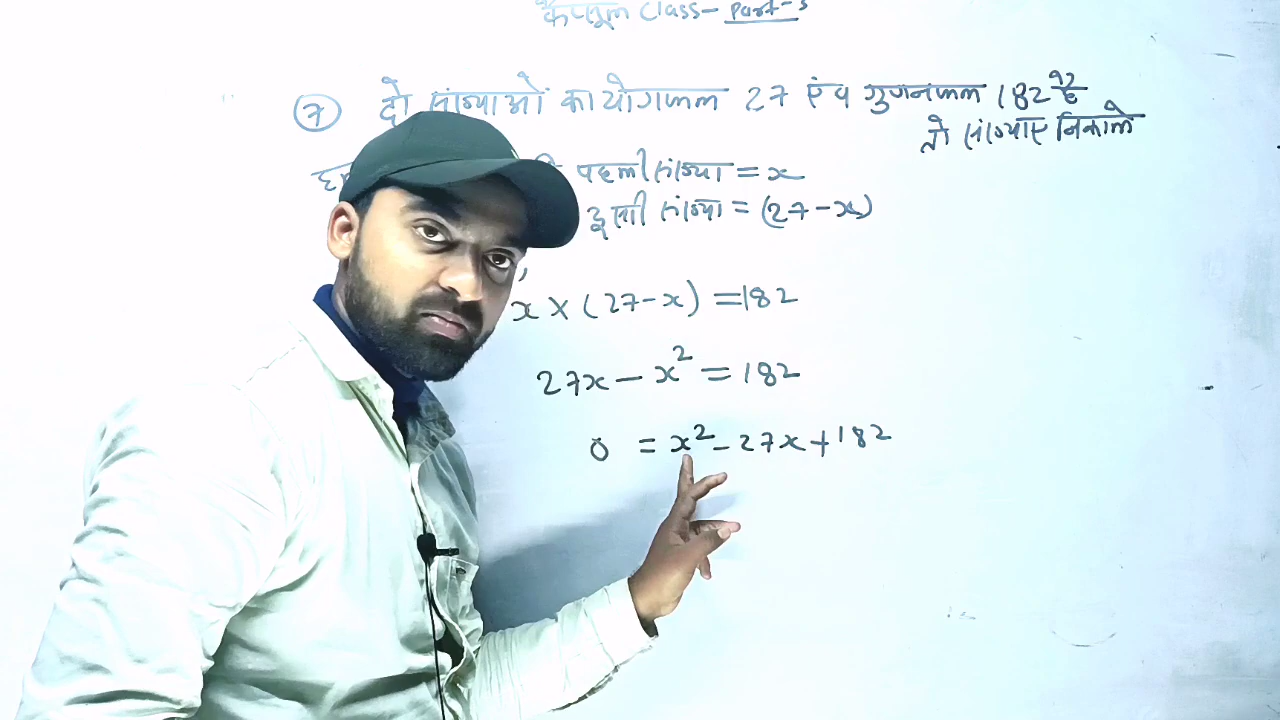 कैप्सूल Class- Part-3
⑦ दो संख्याओं का योगफल 27 एंव गुणनफल 182 है
तो संख्याए निकाले
पहली संख्या = x
दूसरी संख्या = (27-x)
x × (27-x) = 182
27x - x² = 182
0 = x² - 27x + 182